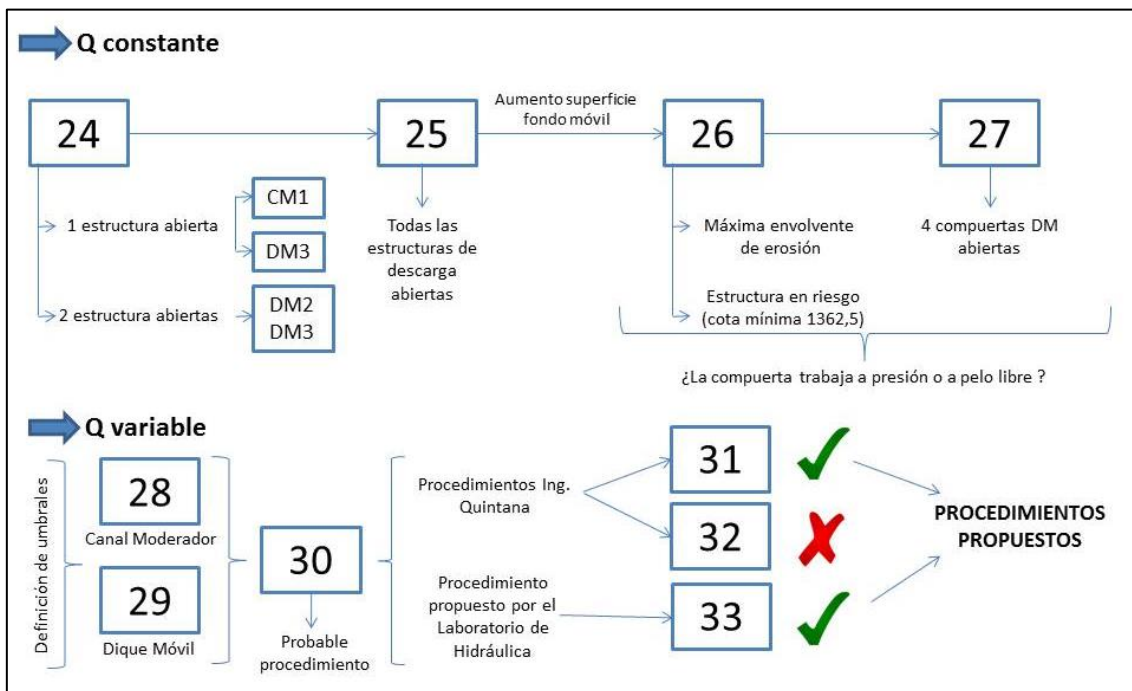 Q constante
24
25
Aumento superficie
fondo móvil
26
27
1 estructura abierta
CM1
DM3
2 estructura abiertas
DM2
DM3
Todas las
estructuras de
descarga
abiertas
Máxima envolvente
de erosión
Estructura en riesgo
(cota mínima 1362,5)
4 compuertas DM
abiertas
¿La compuerta trabaja a presión o a pelo libre ?
Q variable
Definición de umbrales
28
Canal Moderador
29
Dique Móvil
30
Probable
procedimiento
Procedimientos Ing.
Quintana
31
32
Procedimiento
propuesto por el
Laboratorio de
Hidráulica
33
PROCEDIMIENTOS
PROPUESTOS